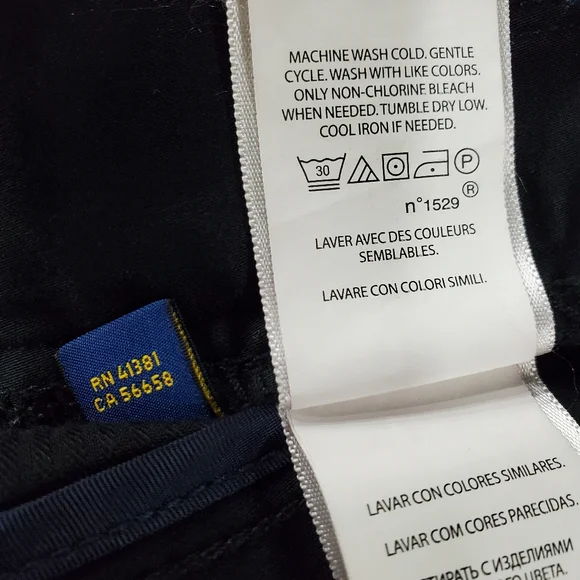 MACHINE WASH COLD. GENTLE
CYCLE. WASH WITH LIKE COLORS.
ONLY NON-CHLORINE BLEACH
WHEN NEEDED. TUMBLE DRY LOW.
COOL IRON IF NEEDED.
30
P
n°1529 ®
LAVER AVEC DES COULEURS
SEMBLABLES.
LAVARE CON COLORI SIMILI.
RN 41381
CA 56658
LAVAR CON COLORES SIMILARES.
LAVAR COM CORES PARECIDAS.
С ИЗДЕЛИЯМИ